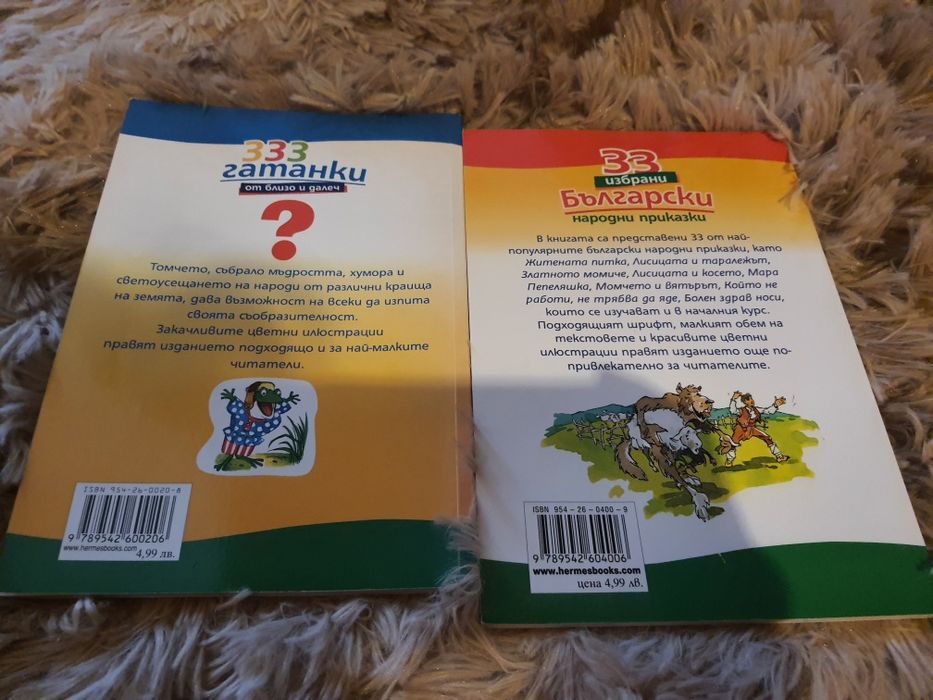 333
гатанки
от близо и далеч
?
Томчето, събрало мъдростта, хумора и
светоусещането на народи от различни краища
на земята, дава възможност на всеки да изпита
своята съобразителност.
Закачливите цветни илюстрации
правят изданието подходящо и за най-малките
читатели.
ISBN 954-26-0020-8
9 789542 600206
www.hermesbooks.com
4,99 лв.
33
избрани
Български
народни приказки
В книгата са представени 33 от най-
популярните български народни приказки, като
Житената питка, Лисицата и таралежът,
Златното момиче, Лисицата и косето, Мара
Пепеляшка, Момчето и вятърът, Който не
работи, не трябва да яде, Болен здрав носи,
които се изучават и в началния курс.
Подходящият шрифт, малкият обем на
текстовете и красивите цветни
илюстрации правят изданието още по-
привлекателно за читателите.
ISBN 954 - 26 - 0400 - 9
9 789542 604006
www.hermesbooks.com
цена 4,99 лв.